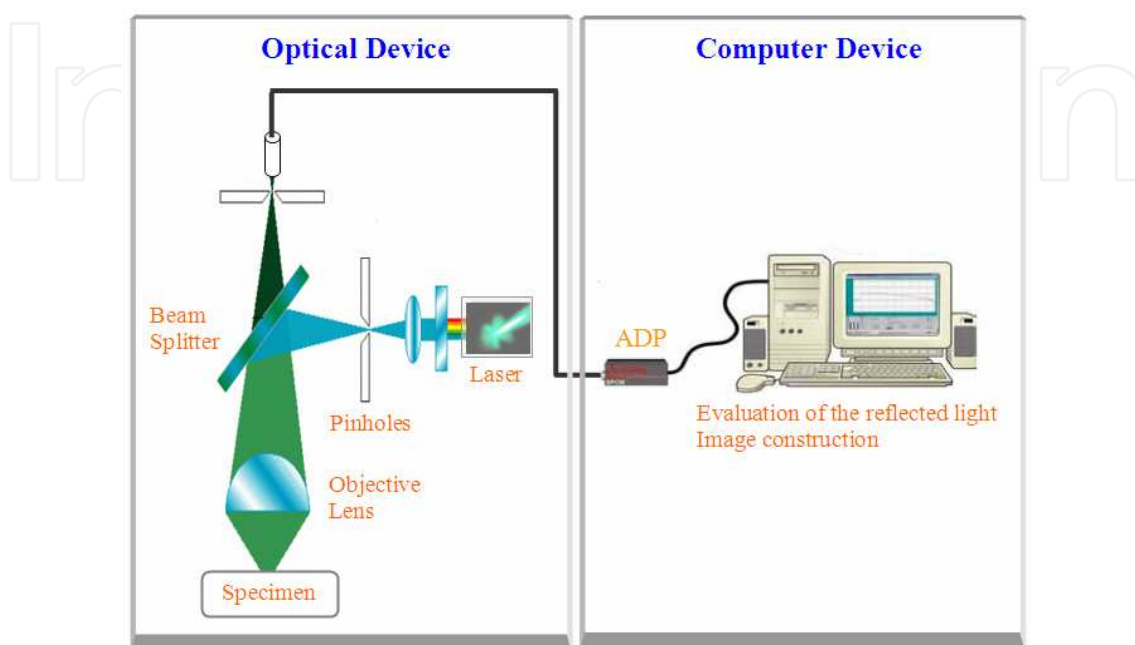 Optical Device
Computer Device
Beam
Splitter
Laser
ADP
Pinholes
Evaluation of the reflected light
Image construction
Objective
Lens
Specimen